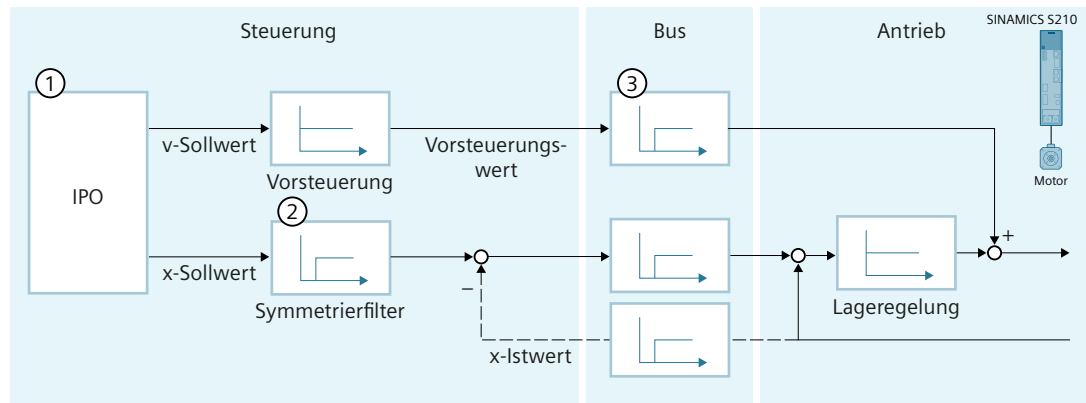 Steuerung
Bus
Antrieb
SINAMICS S210
1
3
v-Sollwert
Vorsteuerungs-
wert
Vorsteuerung
Motor
IPO
2
+
x-Sollwert
Symmetrierfilter
–
Lageregelung
x-Istwert